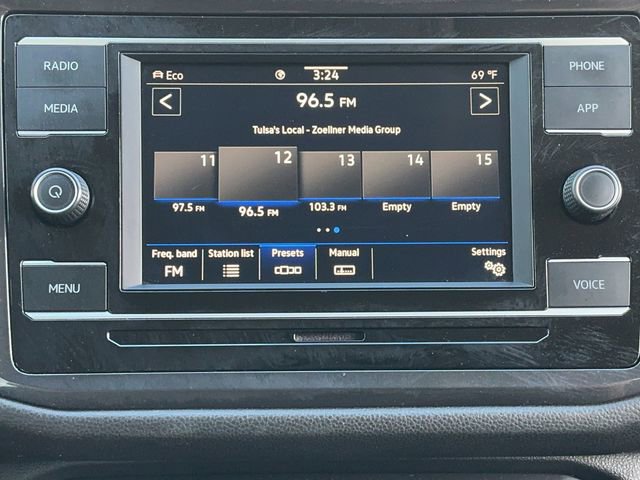 RADIO
MEDIA
MENU
PHONE
APP
VOICE
Eco 3:24 69 °F
96.5 FM
Tulsa's Local - Zoellner Media Group
11 12 13 14 15
97.5 FM 96.5 FM 103.3 FM Empty Empty
Freq. band Station list Presets Manual Settings
FM